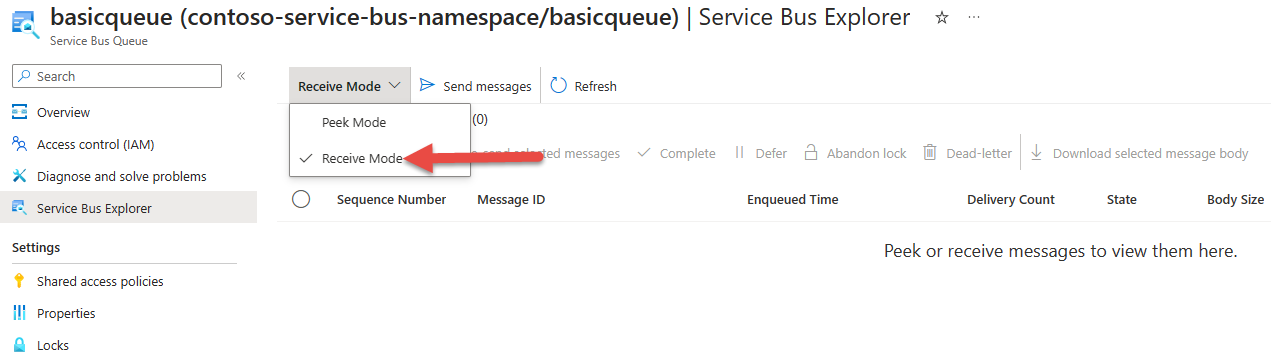 basicqueue (contoso-service-bus-namespace/basicqueue) | Service Bus Explorer
Service Bus Queue
Search
Receive Mode
Send messages
Refresh
Overview
Peek Mode
(0)
Access control (IAM)
Receive Mode
selected messages
Complete
Defer
Abandon lock
Dead-letter
Download selected message body
Diagnose and solve problems
Service Bus Explorer
Sequence Number
Message ID
Enqueued Time
Delivery Count
State
Body Size
Settings
Peek or receive messages to view them here.
Shared access policies
Properties
Locks